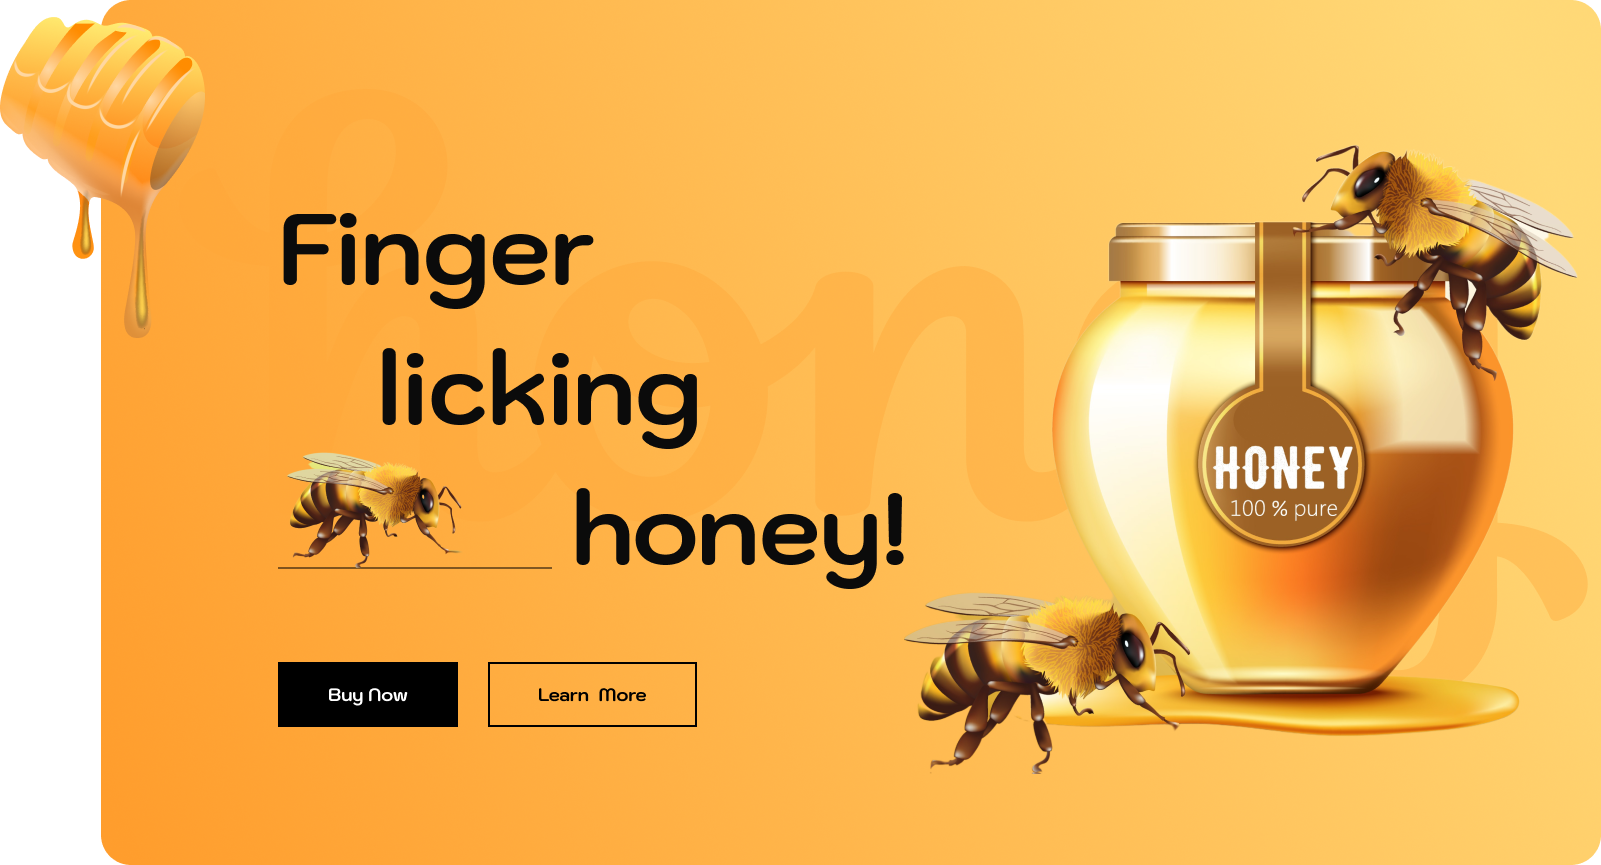 Finger
licking
honey!
Buy Now
Learn More
HONEY
100 % pure